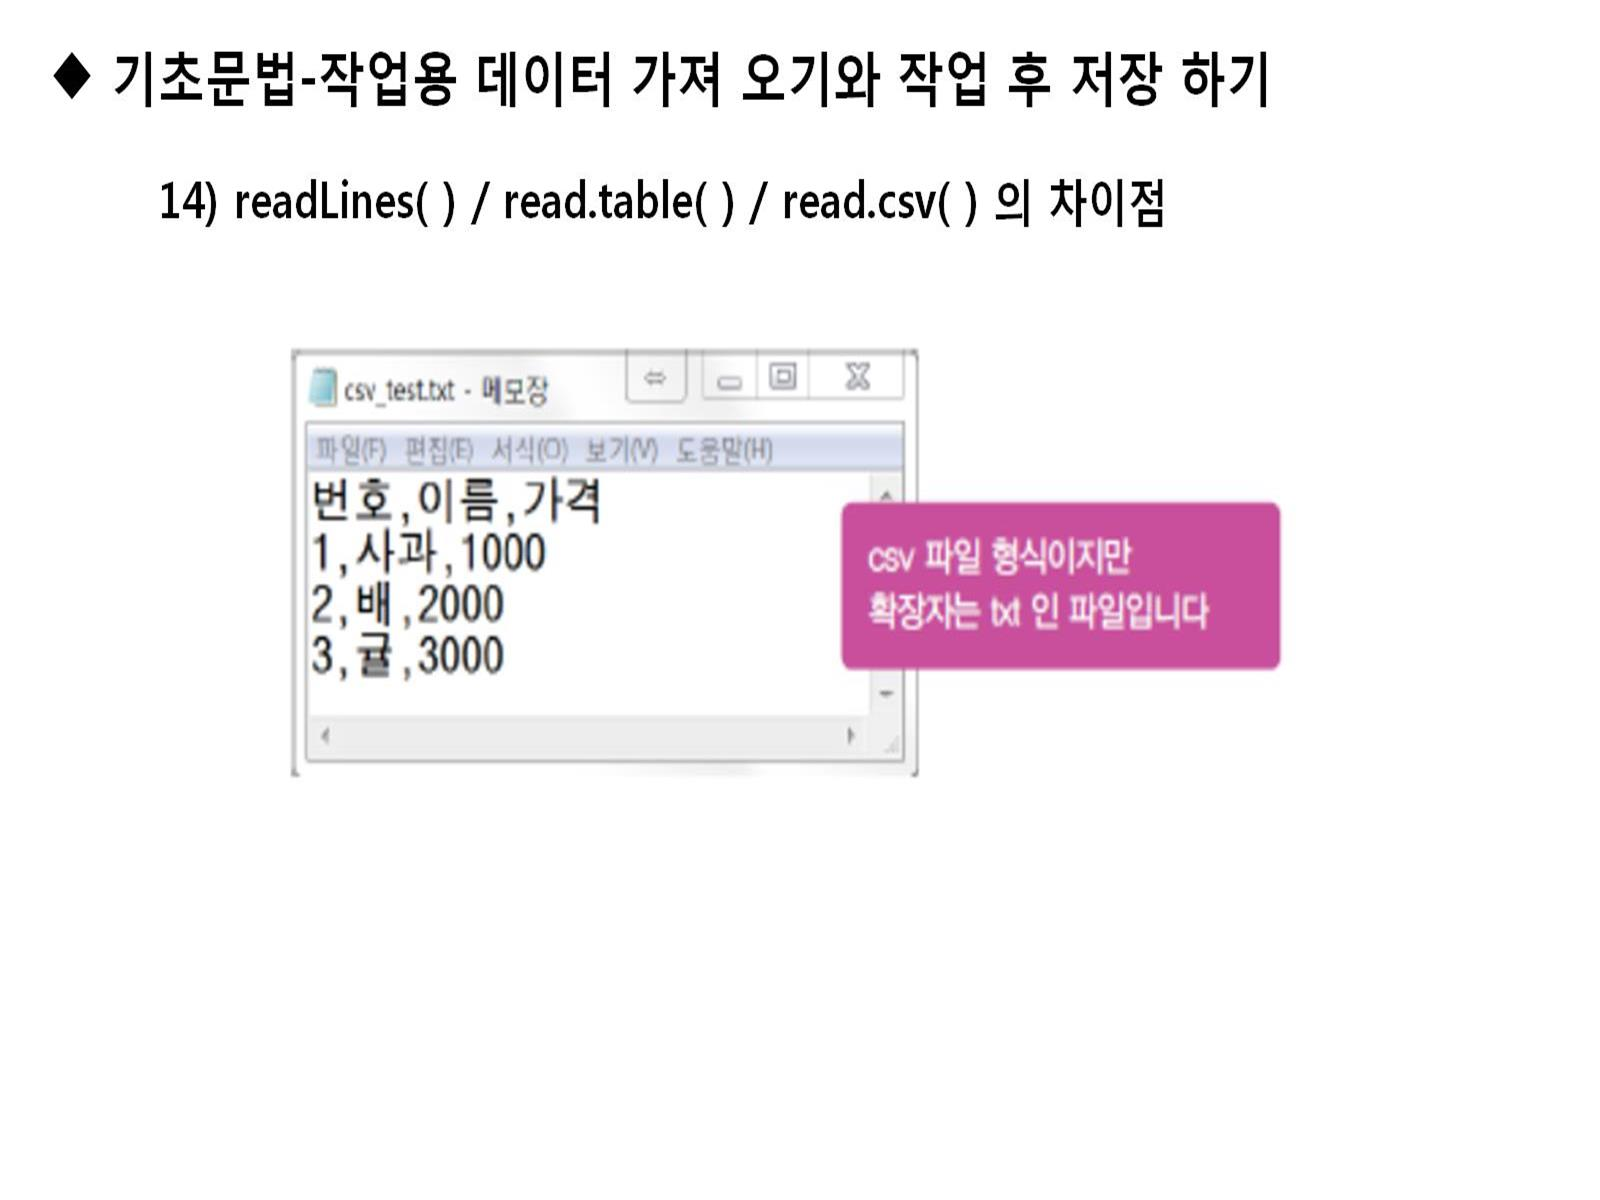 ◆ 기초문법-작업용 데이터 가져 오기와 작업 후 저장 하기
14) readLines( ) / read.table( ) / read.csv( ) 의 차이점
csv_test.txt - 메모장
파일(F) 편집(E) 서식(O) 보기(V) 도움말(H)
번호,이름,가격
1,사과,1000
2,배,2000
3,귤,3000
csv 파일 형식이지만
확장자는 txt 인 파일입니다